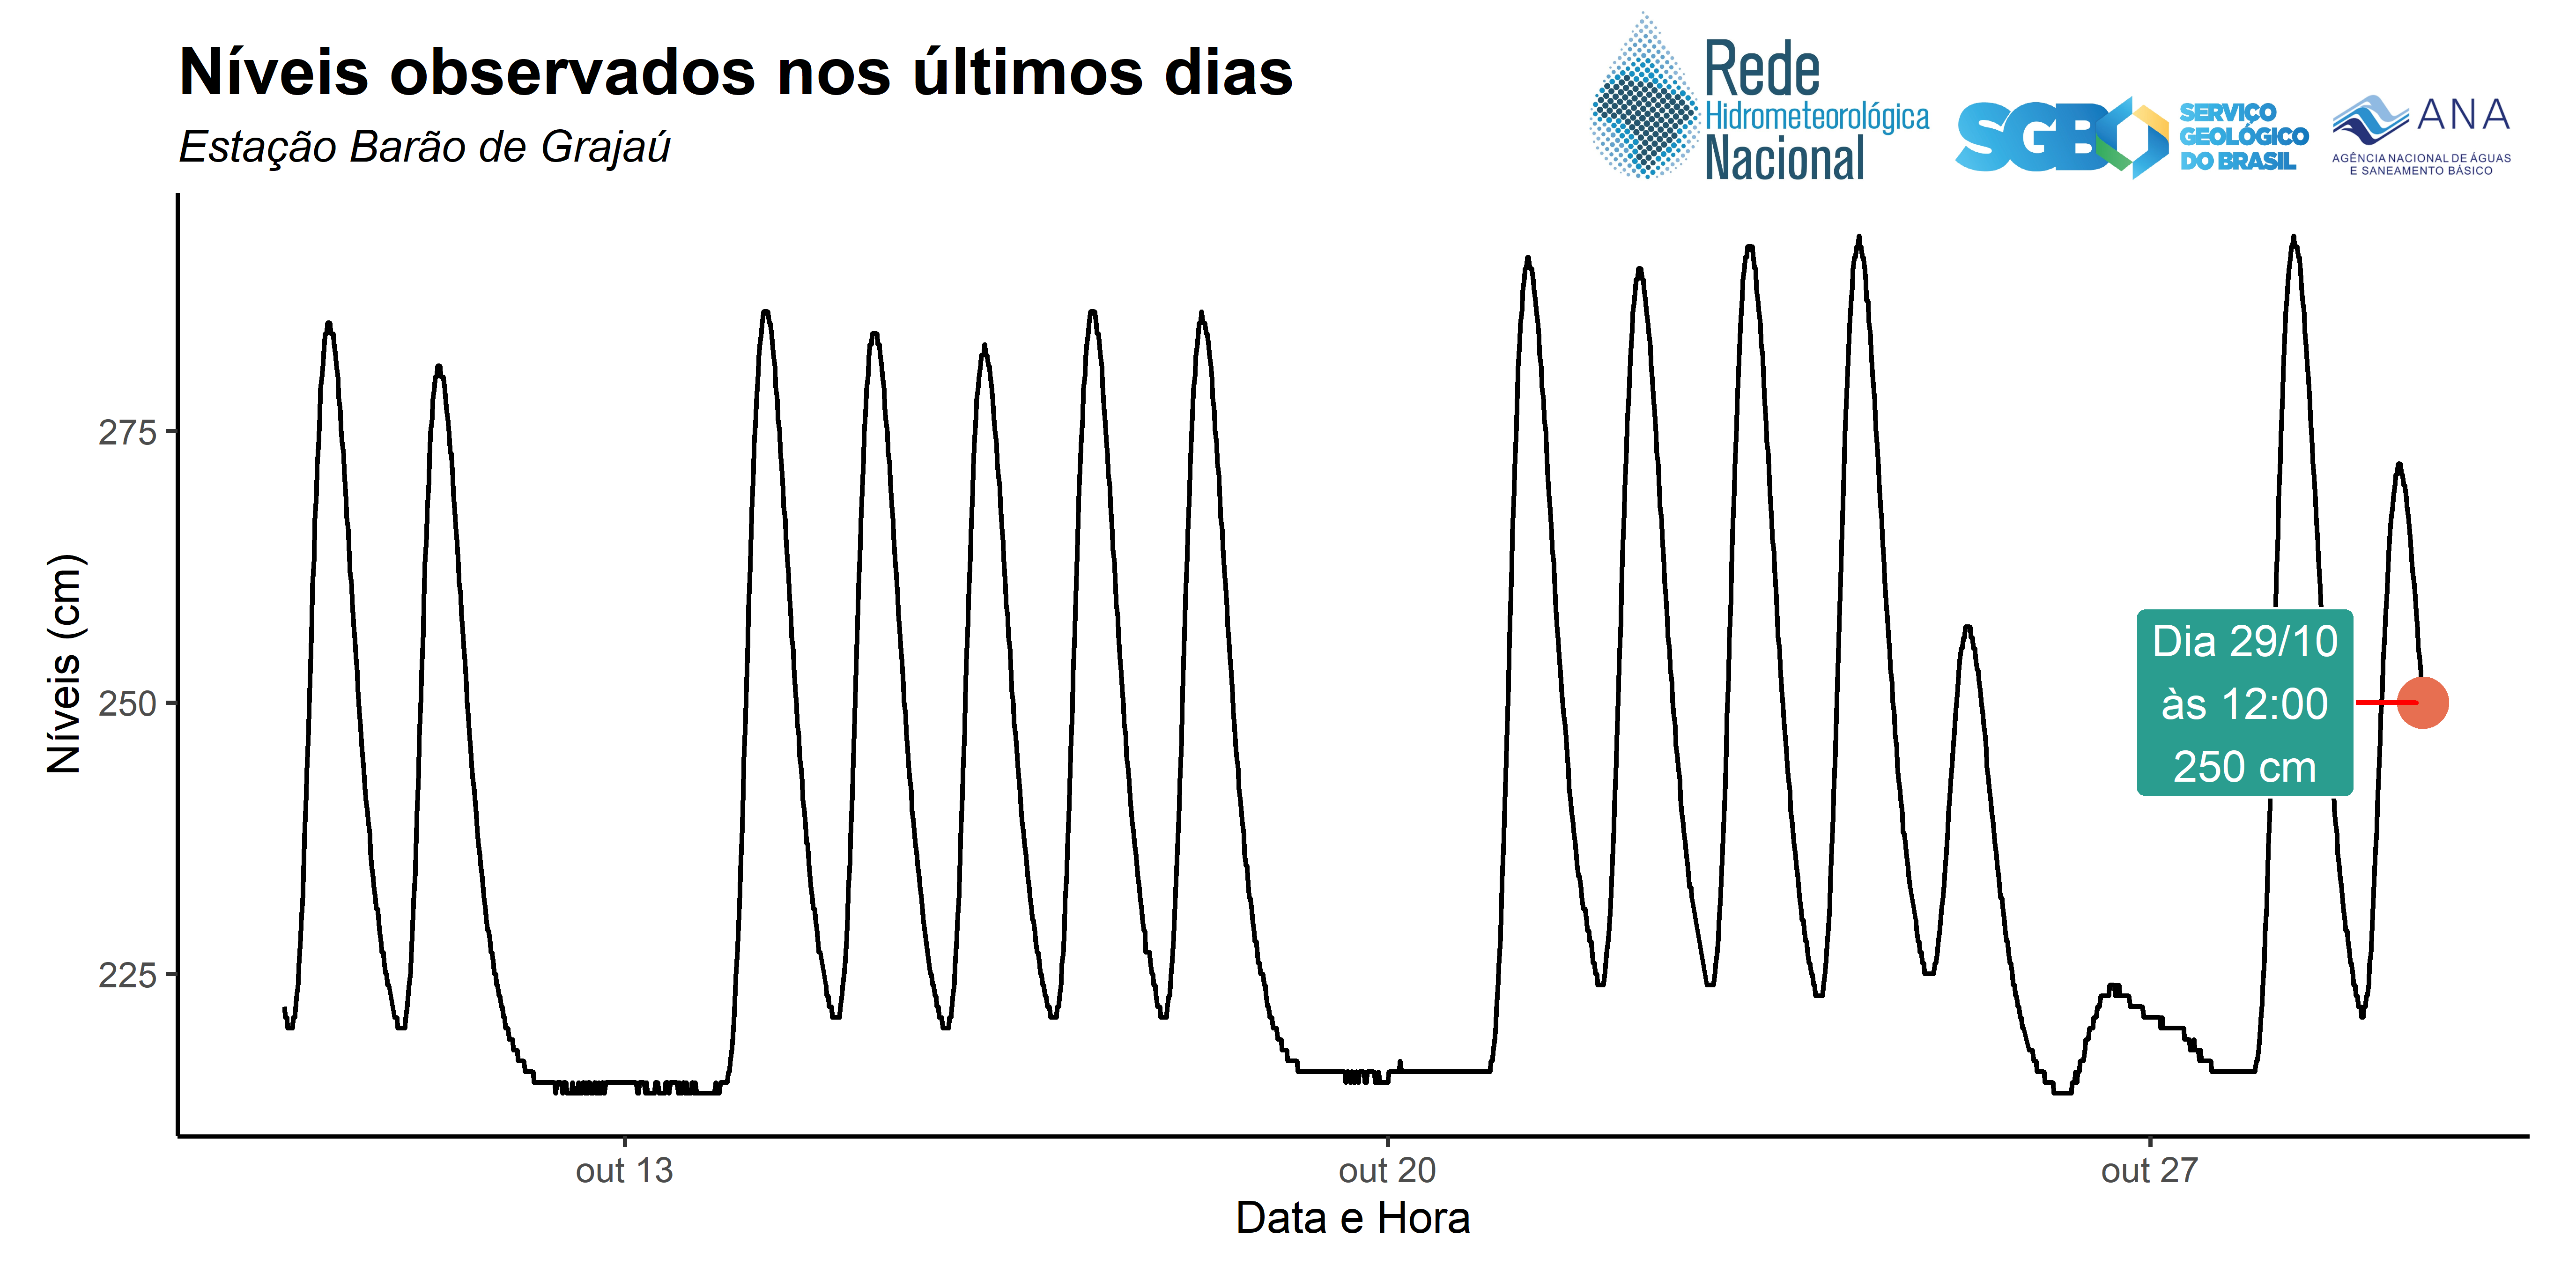 Níveis observados nos últimos dias
Estação Barão de Grajaú
Rede
Hidrometeorológica
Nacional
SGB
SERVIÇO
GEOLÓGICO
DO BRASIL
ANA
AGÊNCIA NACIONAL DE ÁGUAS
E SANEAMENTO BÁSICO
Níveis (cm)
275
250
225
Dia 29/10
às 12:00
250 cm
out 13
out 20
out 27
Data e Hora